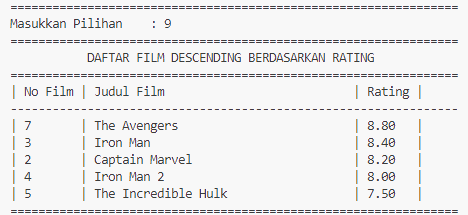 ================================================================
Masukkan Pilihan    : 9
================================================================
           DAFTAR FILM DESCENDING BERDASARKAN RATING
================================================================
| No Film | Judul Film                           | Rating |
----------------------------------------------------------------
| 7       | The Avengers                         | 8.80   |
| 3       | Iron Man                             | 8.40   |
| 2       | Captain Marvel                       | 8.20   |
| 4       | Iron Man 2                           | 8.00   |
| 5       | The Incredible Hulk                  | 7.50   |
================================================================